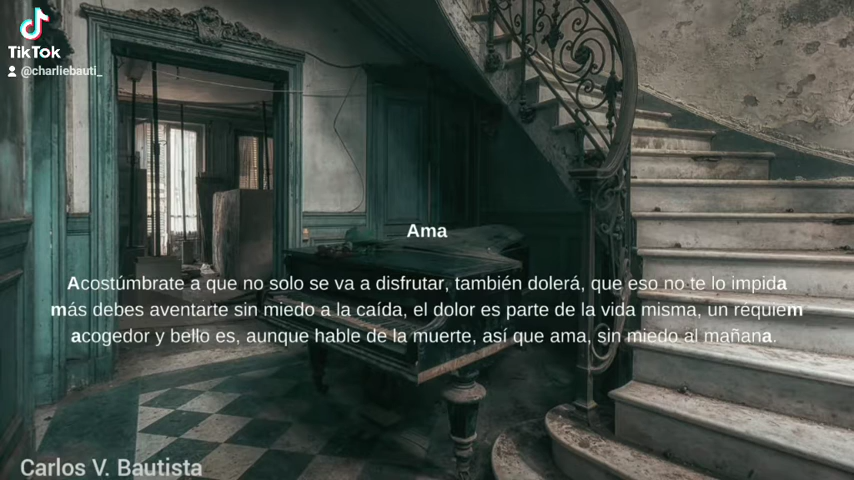 TikTok
@charliebauti_
Ama
Acostúmbrate a que no solo se va a disfrutar, también dolerá, que eso no te lo impida
más debes aventarte sin miedo a la caída, el dolor es parte de la vida misma, un requiem
acogedor y bello es, aunque hable de la muerte, así que ama, sin miedo al mañana.
Carlos V. Bautista